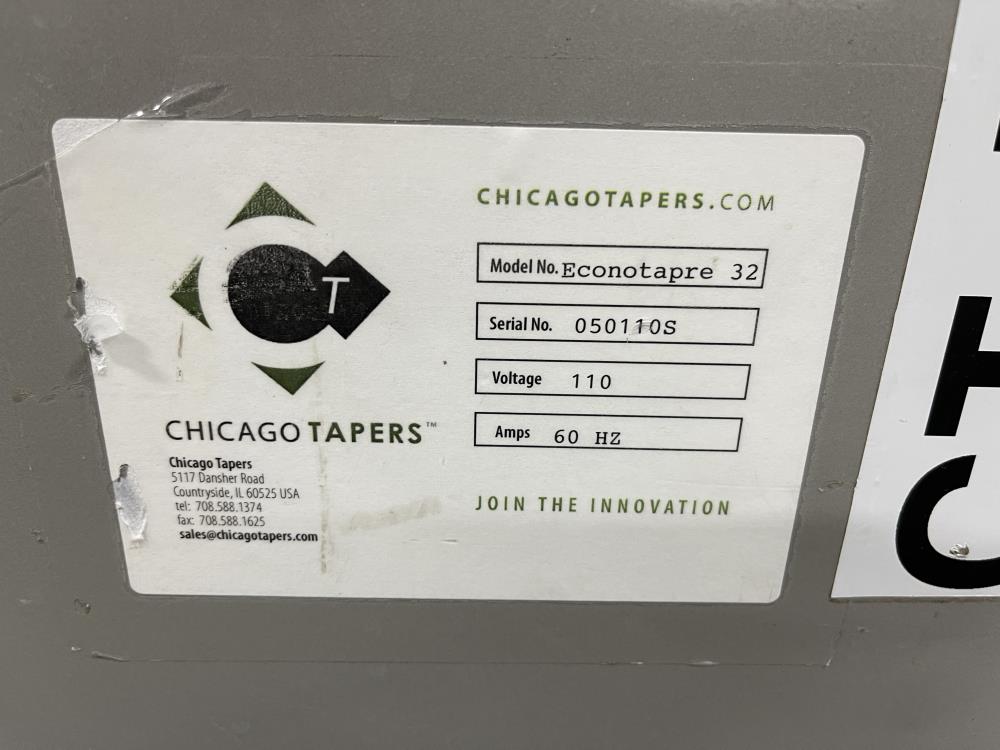 CHICAGOTAPERS.COM
Model No. Econotapre 32
Serial No. 050110S
Voltage 110
Amps 60 HZ
JOIN THE INNOVATION
T
CHICAGO TAPERS™
Chicago Tapers
5117 Dansher Road
Countryside, IL 60525 USA
tel: 708.588.1374
fax: 708.588.1625
sales@chicagotapers.com